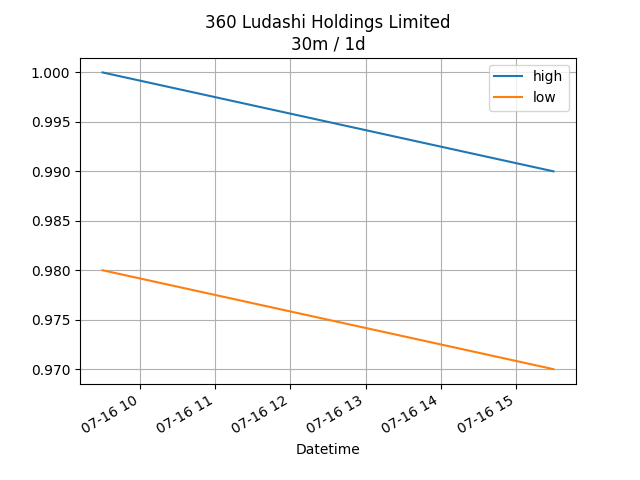 360 Ludashi Holdings Limited
30m / 1d
high
low
1.000
0.995
0.990
0.985
0.980
0.975
0.970
07-16 10
07-16 11
07-16 12
07-16 13
07-16 14
07-16 15
Datetime